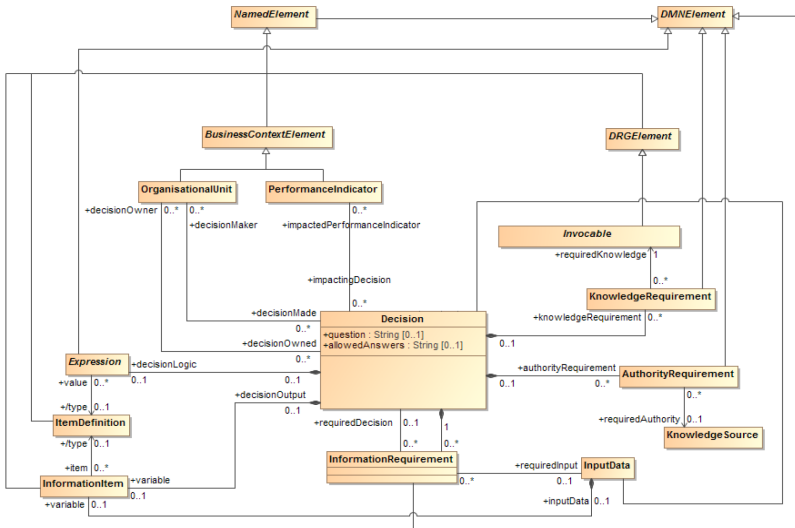 NamedElement
DMNElement
BusinessContextElement
DRGElement
OrganisationalUnit
PerformanceIndicator
+decisionOwner
0..*
0..*
0..*
+decisionMaker
+impactedPerformanceIndicator
Invocable
+requiredKnowledge
1
+impactingDecision
0..*
0..*
KnowledgeRequirement
+decisionMade
0..*
Decision
+knowledgeRequirement
0..*
+question : String [0..1]
+allowedAnswers : String [0..1]
+decisionOwned
0..*
0..1
Expression
+decisionLogic
0..1
0..1
+authorityRequirement
0..1
0..*
AuthorityRequirement
+value
0..*
0..*
+/type
0..1
+decisionOutput
0..1
+requiredDecision
0..1
1
+requiredAuthority
0..1
ItemDefinition
KnowledgeSource
+/type
0..1
0..*
0..*
+item
0..*
InformationRequirement
+requiredInput
InputData
InformationItem
+variable
0..1
0..*
0..1
+variable
0..1
+inputData
0..1